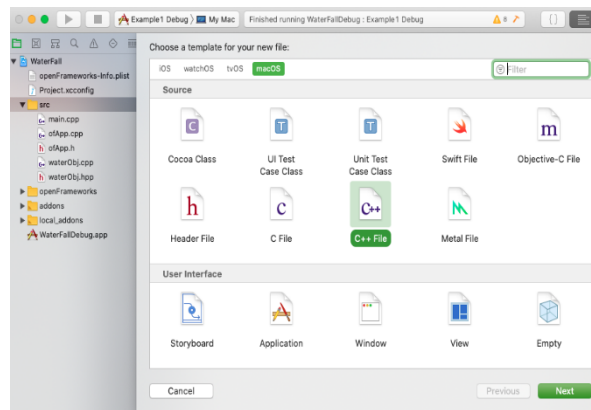 Example1 Debug My Mac Finished running WaterFallDebug : Example1 Debug 6
WaterFall
openFrameworks-Info.plist
Project.xcconfig
src
main.cpp
ofApp.cpp
ofApp.h
waterObj.cpp
waterObj.hpp
openFrameworks
addons
local_addons
WaterFallDebug.app
Choose a template for your new file:
iOS watchOS tvOS macOS Filter
Source
C T T m
Cocoa Class UI Test Case Class Unit Test Case Class Swift File Objective-C File
h c C++
Header File C File C++ File Metal File
User Interface
Storyboard Application Window View Empty
Cancel Previous Next